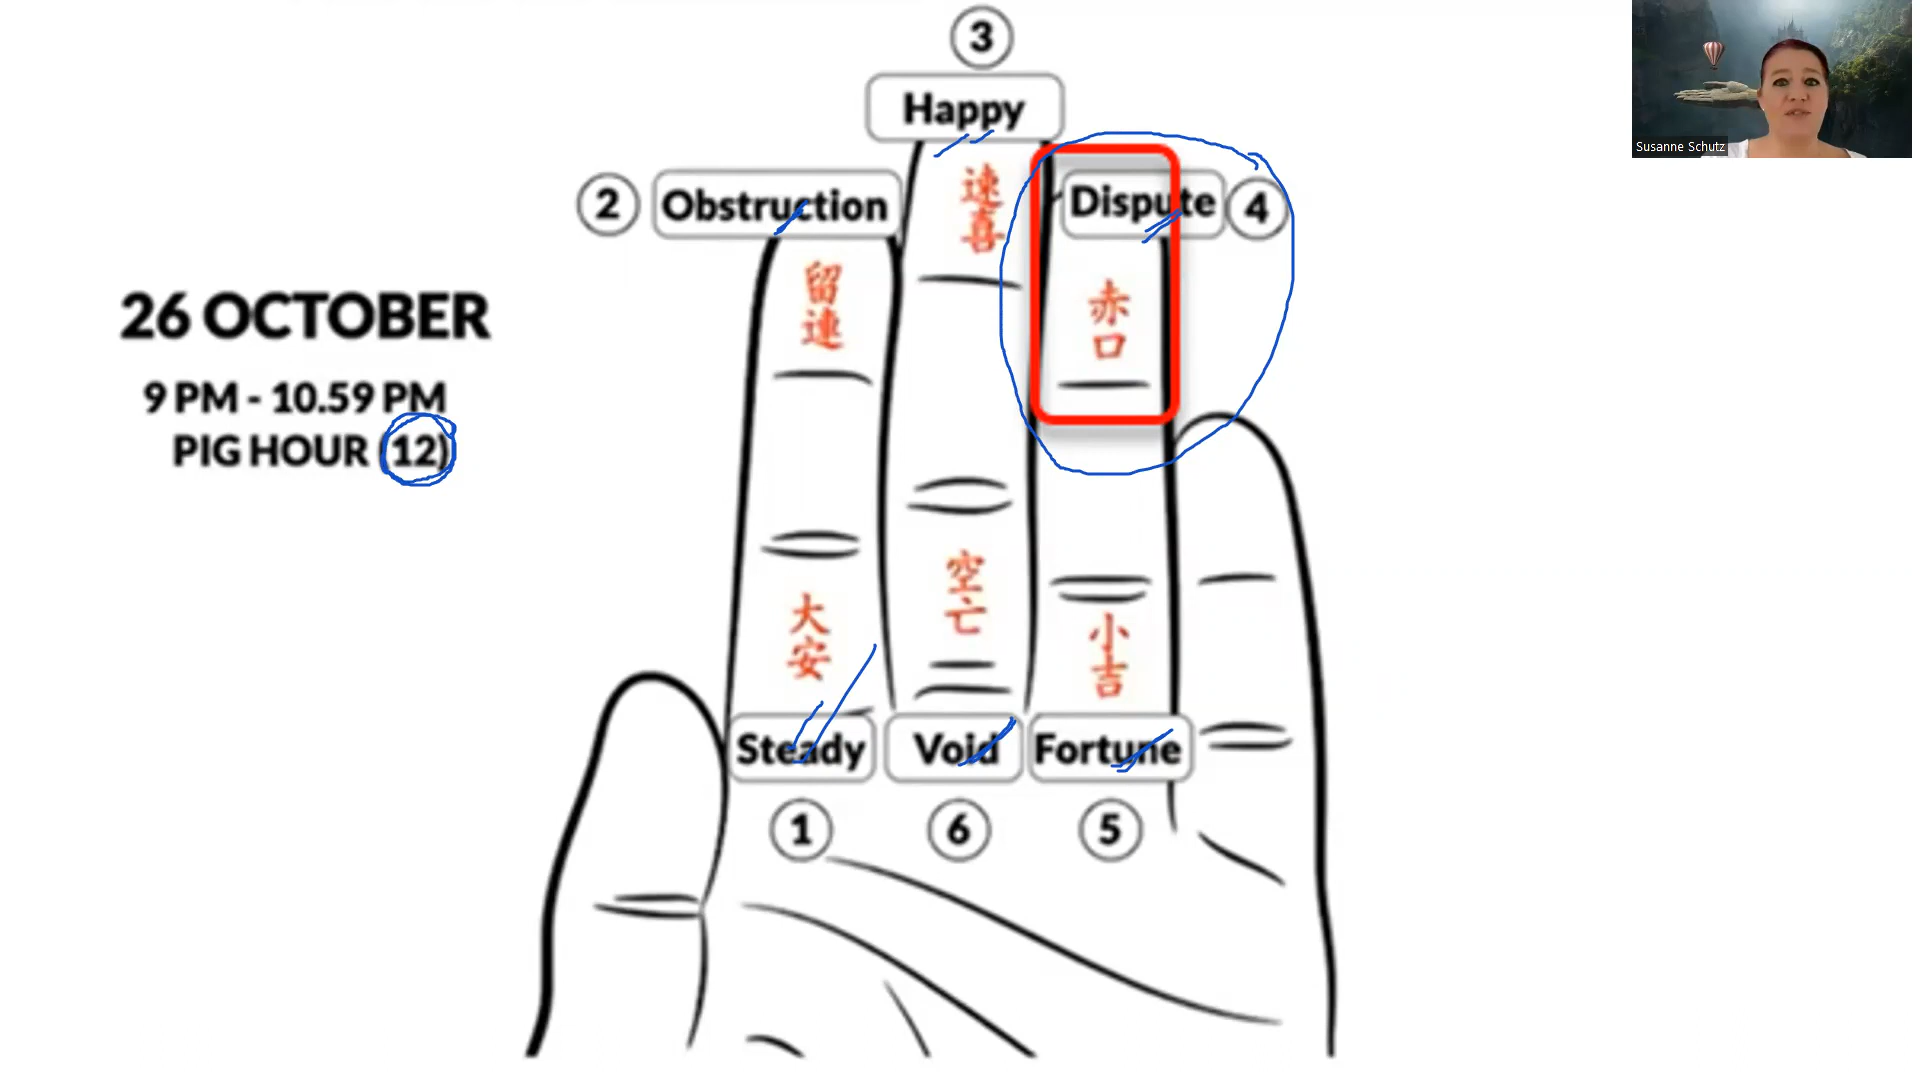 3
Happy
2
Obstruction
Dispute
4
速喜
留連
赤口
26 OCTOBER
9 PM - 10.59 PM
PIG HOUR (12)
大安
空亡
小吉
Steady
Void
Fortune
1
6
5
Susanne Schutz